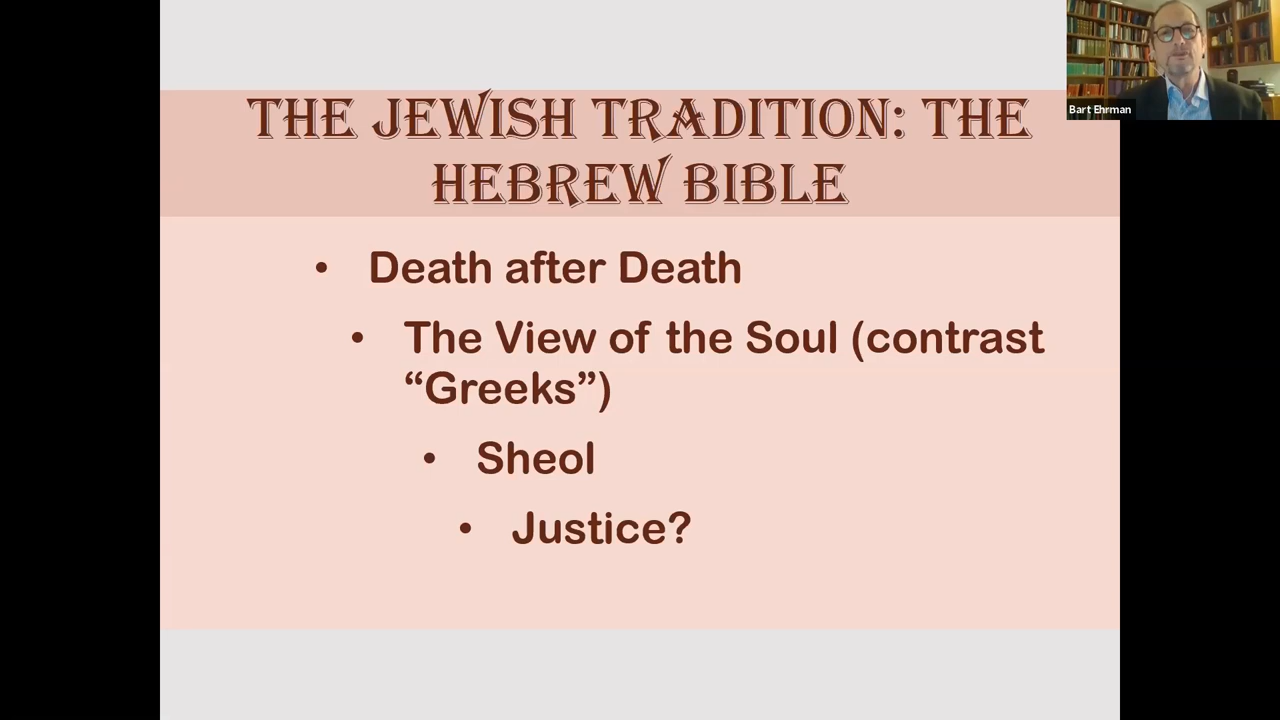 THE JEWISH TRADITION: THE
HEBREW BIBLE
Bart Ehrman
• Death after Death
• The View of the Soul (contrast
“Greeks”)
• Sheol
• Justice?